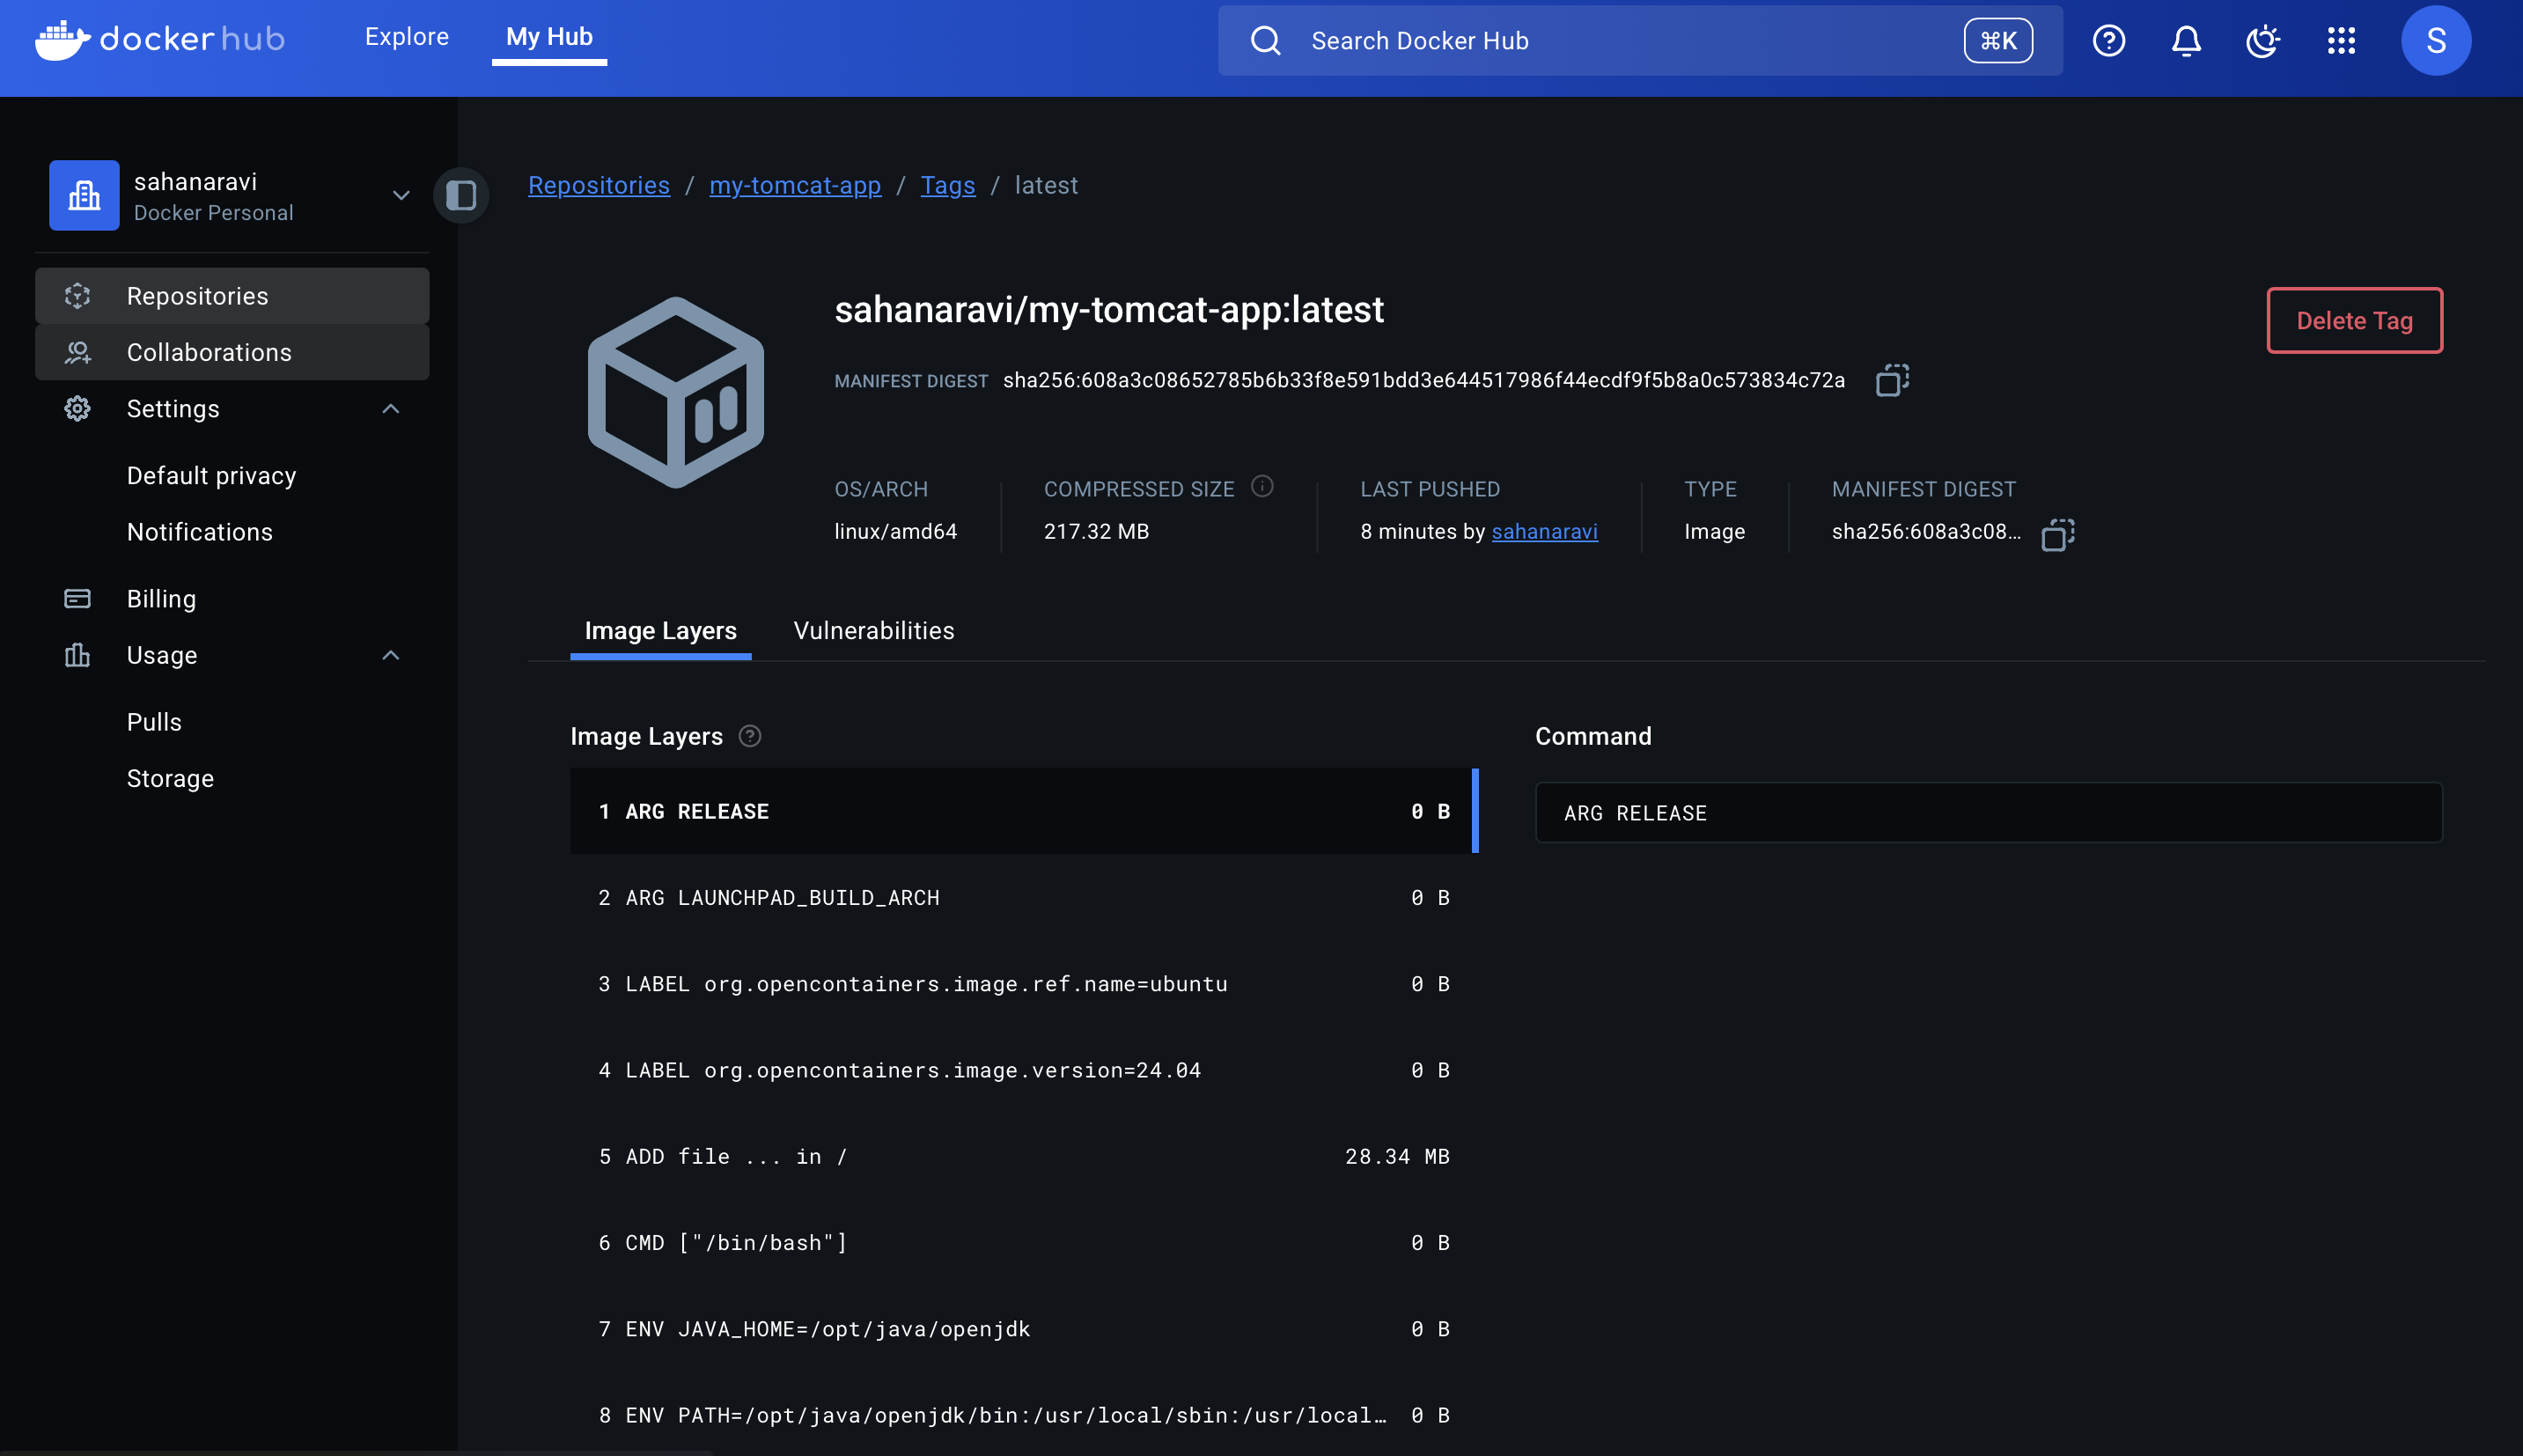 docker hub Explore My Hub Search Docker Hub ⌘K S
sahanaravi
Docker Personal
Repositories
Collaborations
Settings
Default privacy
Notifications
Billing
Usage
Pulls
Storage
Repositories / my-tomcat-app / Tags / latest
sahanaravi/my-tomcat-app:latest
Delete Tag
MANIFEST DIGEST sha256:608a3c08652785b6b33f8e591bdd3e644517986f44ecdf9f5b8a0c573834c72a
OS/ARCH COMPRESSED SIZE LAST PUSHED TYPE MANIFEST DIGEST
linux/amd64 217.32 MB 8 minutes by sahanaravi Image sha256:608a3c08...
Image Layers Vulnerabilities
Image Layers
1 ARG RELEASE 0 B
2 ARG LAUNCHPAD_BUILD_ARCH 0 B
3 LABEL org.opencontainers.image.ref.name=ubuntu 0 B
4 LABEL org.opencontainers.image.version=24.04 0 B
5 ADD file ... in / 28.34 MB
6 CMD ["/bin/bash"] 0 B
7 ENV JAVA_HOME=/opt/java/openjdk 0 B
8 ENV PATH=/opt/java/openjdk/bin:/usr/local/sbin:/usr/local… 0 B
Command
ARG RELEASE